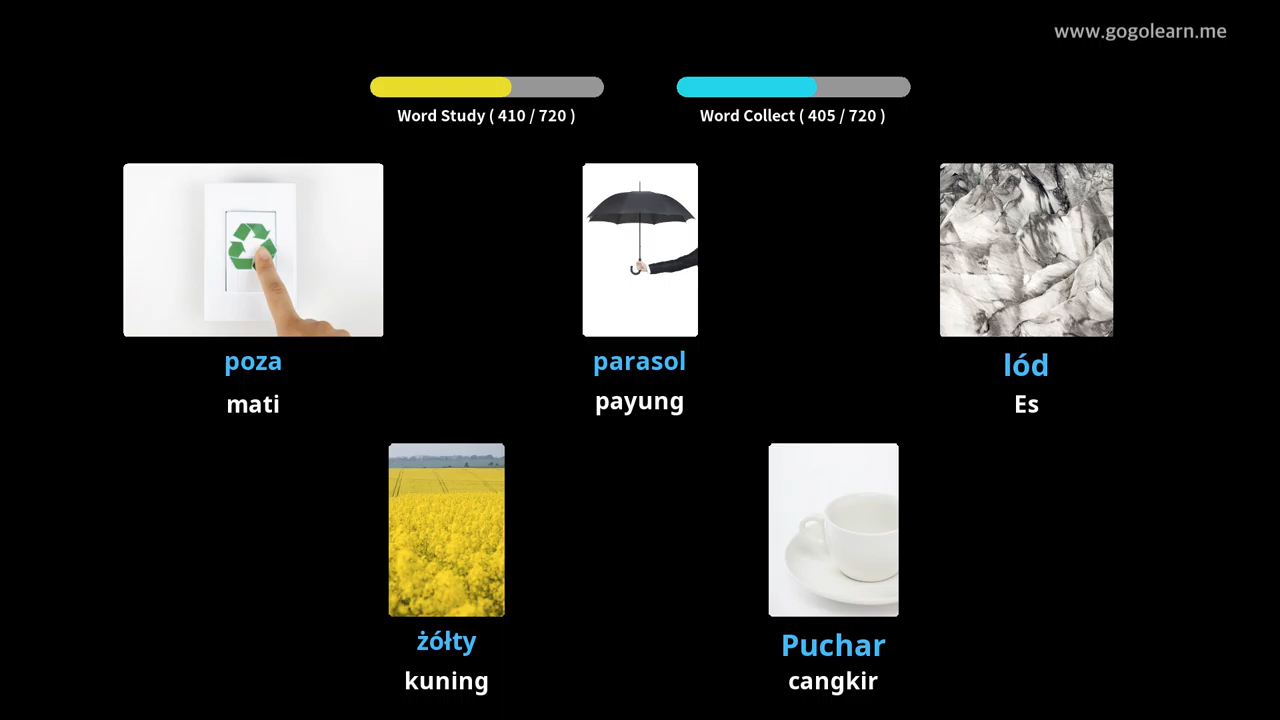 www.gogolearn.me
Word Study ( 410 / 720 )
Word Collect ( 405 / 720 )
poza
mati
parasol
payung
lód
Es
żółty
kuning
Puchar
cangkir